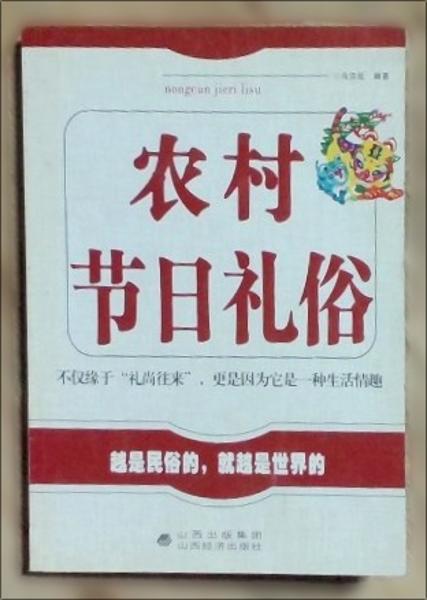 编著
nongcun jieri lisu
农村
节日礼俗
不仅缘于“礼尚往来”，更是因为它是一种生活情趣
越是民俗的，就越是世界的
山西出版集团
山西经济出版社